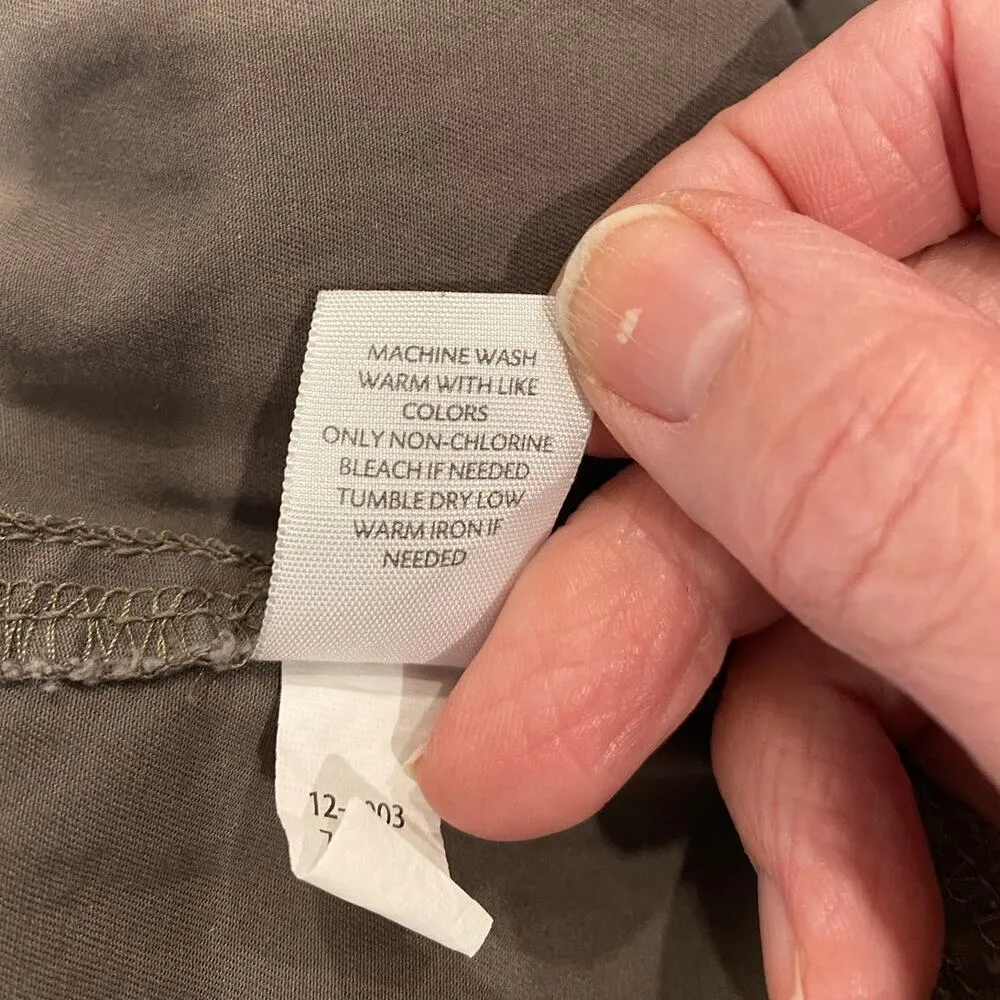 MACHINE WASH
WARM WITH LIKE
COLORS
ONLY NON-CHLORINE
BLEACH IF NEEDED
TUMBLE DRY LOW
WARM IRON IF
NEEDED